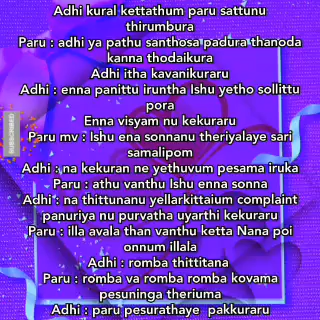 Adhi kural kettathum paru sattunu
thirumbura
Paru : adhi ya pathu santhosa padura thanoda
kanna thodaikura
Adhi itha kavanikuraru
Adhi : enna panittu iruntha Ishu yetho sollittu
pora
Enna visyam nu kekuraru
Paru mv : Ishu ena sonnanu theriyalaye sari
samalipom
Adhi : na kekuran ne yethuvum pesama iruka
Paru : athu vanthu Ishu enna sonna
Adhi : na thittunanu yellarkittaium complaint
panuriya nu purvatha uyarthi kekuraru
Paru : illa avala than vanthu ketta Nana poi
onnum illala
Adhi : romba thittitana
Paru : romba va romba romba kovama
pesuninga theriuma
Adhi : paru pesurathaye pakkuraru